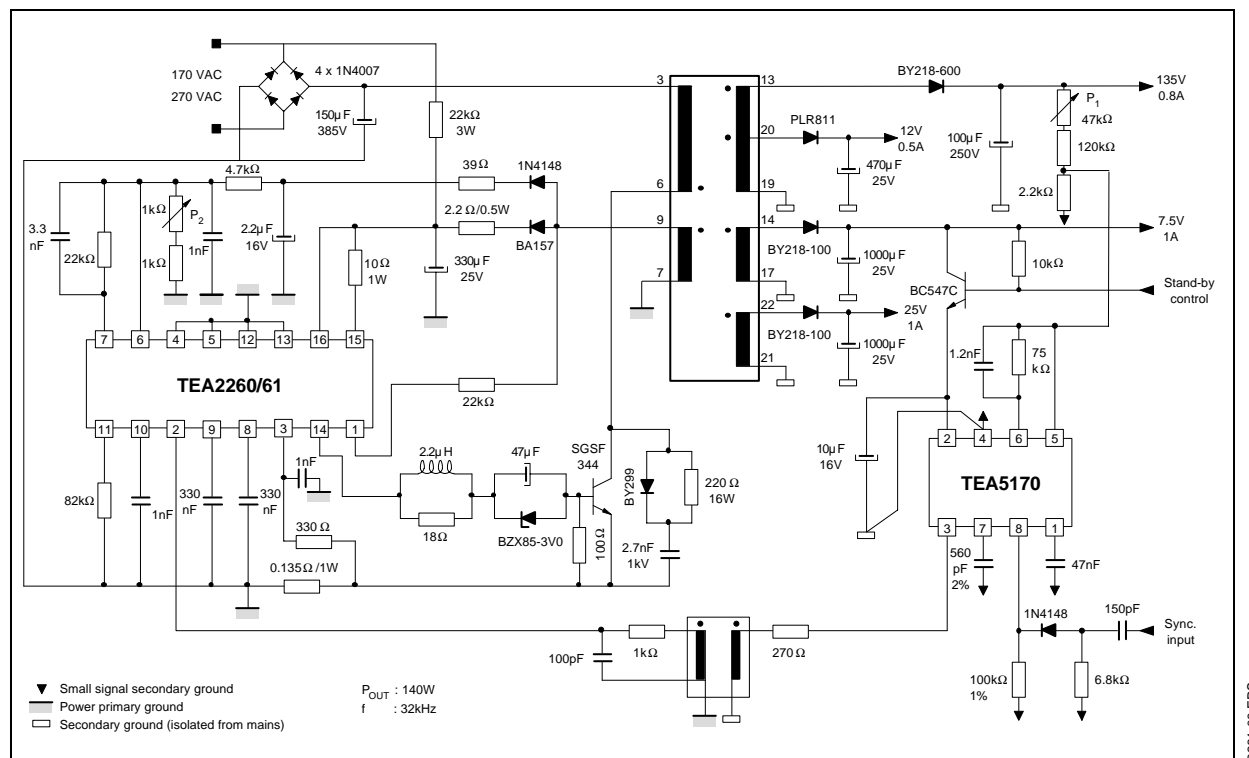 170 VAC
270 VAC
4 x 1N4007
150µF
385V
22kΩ
3W
3
13
BY218-600
135V
0.8A
P1
47kΩ
120kΩ
2.2kΩ
100µF
250V
20
PLR811
12V
0.5A
470µF
25V
19
4.7kΩ
39Ω
1N4148
6
1kΩ
P2
3.3
nF
22kΩ
1kΩ
1nF
2.2µF
16V
2.2 Ω/0.5W
BA157
9
14
7.5V
1A
10Ω
1W
330µF
25V
7
BY218-100
1000µF
25V
17
10kΩ
BC547C
Stand-by
control
22
25V
1A
BY218-100
1000µF
25V
21
7
6
4
5
12
13
16
15
TEA2260/61
22kΩ
1.2nF
75
kΩ
11
10
2
9
8
3
14
1
2
4
6
5
TEA5170
3
7
8
1
10µF
16V
2.2µH
47µF
SGSF
344
BY299
220Ω
16W
1nF
82kΩ
1nF
330
nF
330
nF
330Ω
18Ω
BZX85-3V0
100Ω
2.7nF
1kV
0.135Ω/1W
560
pF
2%
47nF
1N4148
150pF
Sync.
input
100pF
1kΩ
270Ω
100kΩ
1%
6.8kΩ
Small signal secondary ground
Power primary ground
Secondary ground (isolated from mains)
POUT : 140W
f : 32kHz